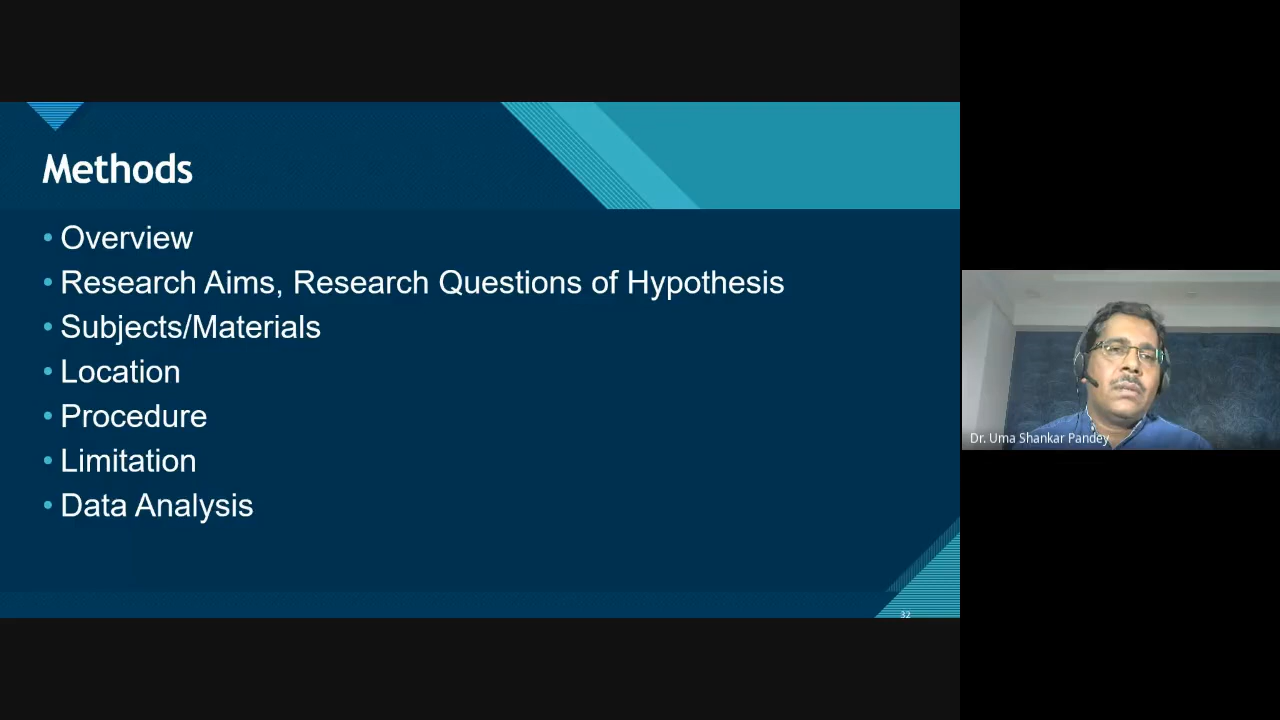 Methods
• Overview
• Research Aims, Research Questions of Hypothesis
• Subjects/Materials
• Location
• Procedure
• Limitation
• Data Analysis
32
Dr. Uma Shankar Pandey